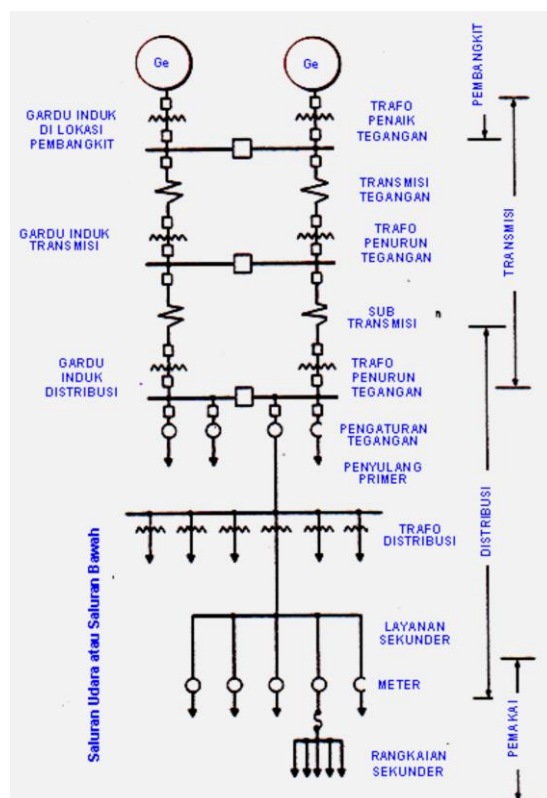 Ge
Ge
PEMBANGKIT
GARDU INDUK
DI LOKASI
PEMBANGKIT
TRAFO
PENAIK
TEGANGAN
TRANSMISI
TEGANGAN
GARDU INDUK
TRANSMISI
TRAFO
PENURUN
TEGANGAN
TRANSMISI
SUB
TRANSMISI
n
GARDU
INDUK
DISTRIBUSI
TRAFO
PENURUN
TEGANGAN
PENGATURAN
TEGANGAN
PENYULANG
PRIMER
TRAFO
DISTRIBUSI
DISTRIBUSI
Saluran Udara atau Saluran Bawah
LAYANAN
SEKUNDER
METER
PEMAKAI
RANGKAIAN
SEKUNDER